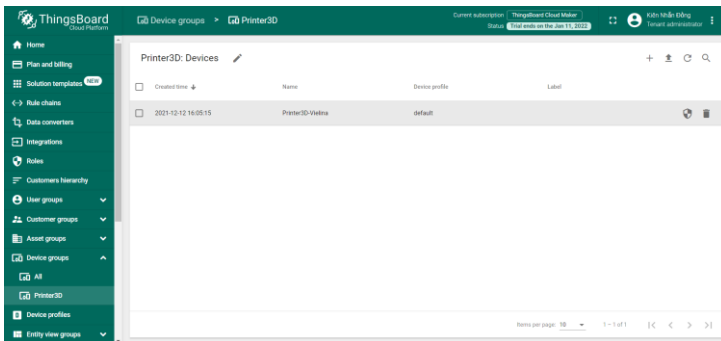 ThingsBoard
Cloud Platform
Device groups > Printer3D
Current subscription ThingsBoard Cloud Maker
Status Trial ends on the Jan 11, 2022
Kiên Nhẫn Đồng
Tenant administrator
Home
Plan and billing
Solution templates NEW
Rule chains
Data converters
Integrations
Roles
Customers hierarchy
User groups
Customer groups
Asset groups
Device groups
All
Printer3D
Device profiles
Entity view groups
Printer3D: Devices
Created time Name Device profile Label
2021-12-12 16:05:15 Printer3D-Vielina default
Items per page: 10 1 – 1 of 1